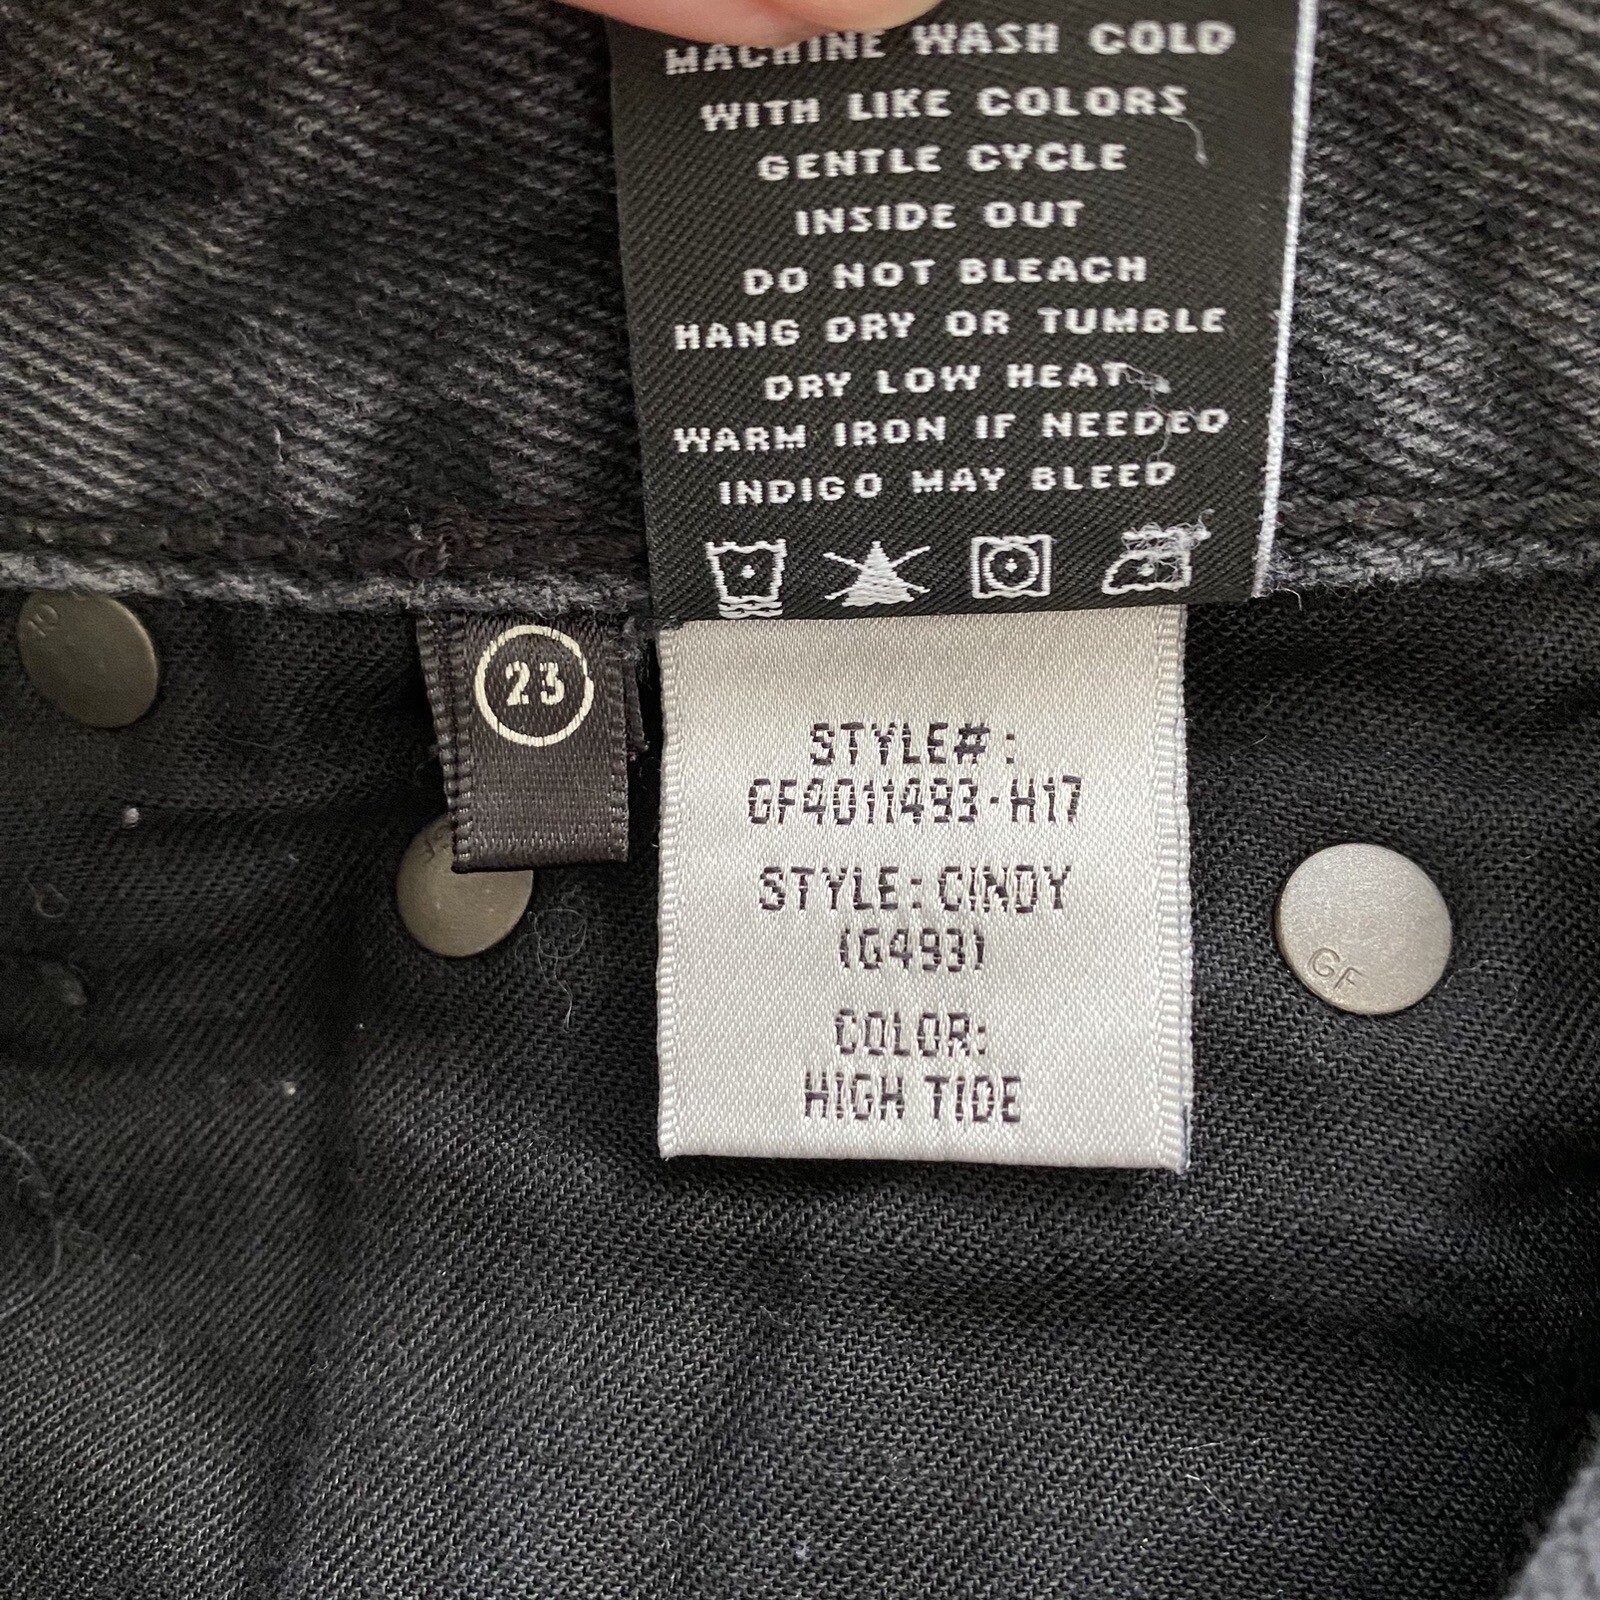 MACHINE WASH COLD
WITH LIKE COLORS
GENTLE CYCLE
INSIDE OUT
DO NOT BLEACH
HANG DRY OR TUMBLE
DRY LOW HEAT
WARM IRON IF NEEDED
INDIGO MAY BLEED
23
STYLE#:
GF4011493-H17
STYLE: CINDY
(G493)
COLOR:
HIGH TIDE
GF